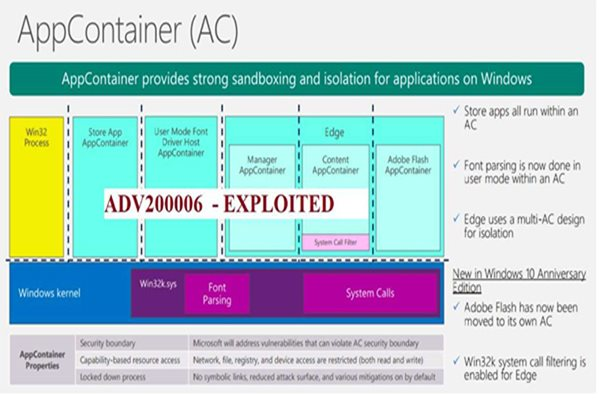 AppContainer (AC)
AppContainer provides strong sandboxing and isolation for applications on Windows
Win32
Process
Store App
AppContainer
User Mode Font
Driver Host
AppContainer
Edge
Manager
AppContainer
Content
AppContainer
Adobe Flash
AppContainer
ADV200006 - EXPLOITED
System Call Filter
Windows kernel
Win32k.sys
Font
Parsing
System Calls
✓ Store apps all run within an
AC
✓ Font parsing is now done in
user mode within an AC
✓ Edge uses a multi-AC design
for isolation
New in Windows 10 Anniversary
Edition
✓ Adobe Flash has now been
moved to its own AC
✓ Win32k system call filtering is
enabled for Edge
AppContainer
Properties
Security boundary
Microsoft will address vulnerabilities that can violate AC security boundary
Capability-based resource access
Network, file, registry, and device access are restricted (both read and write)
Locked down process
No symbolic links, reduced attack surface, and various mitigations on by default